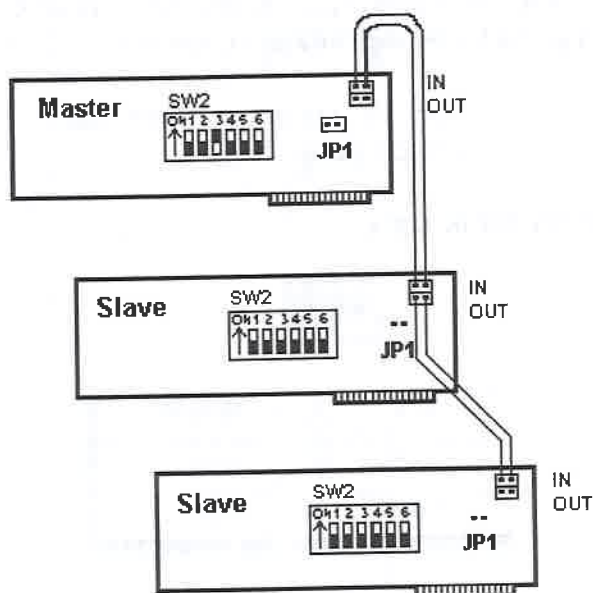 IN
OUT
Master
SW2
ON 1 2 3 4 5 6
JP1
IN
OUT
Slave
SW2
ON 1 2 3 4 5 6
JP1
IN
OUT
Slave
SW2
ON 1 2 3 4 5 6
JP1